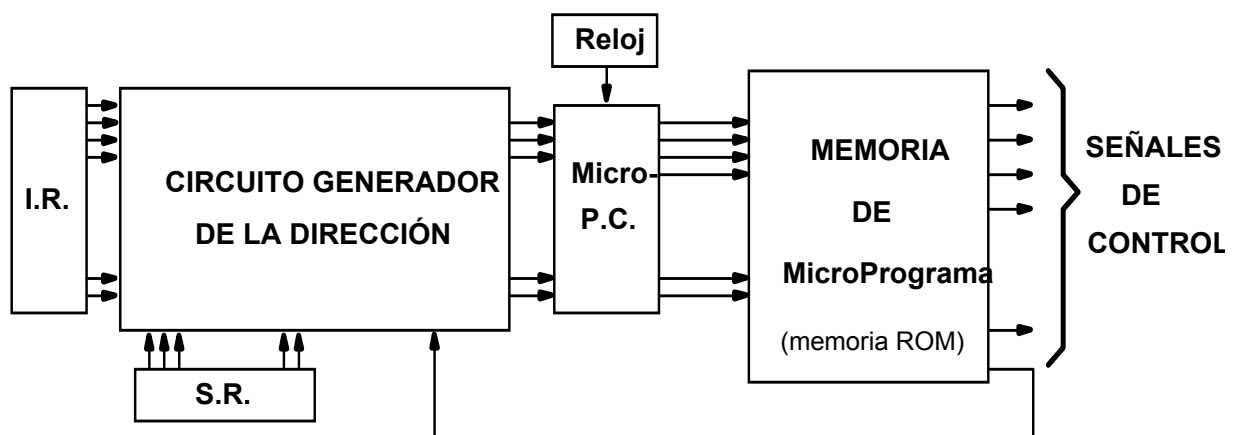 Reloj
I.R.
CIRCUITO GENERADOR
DE LA DIRECCIÓN
Micro-
P.C.
MEMORIA
DE
MicroPrograma
(memoria ROM)
SEÑALES
DE
CONTROL
S.R.